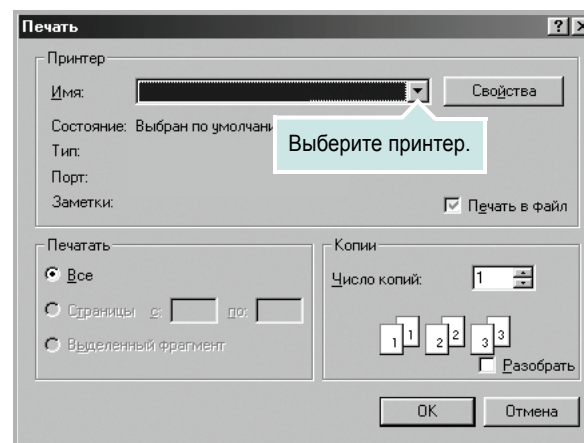 Печать
Принтер
Имя:
Свойства
Состояние: Выбран по умолчани
Выберите принтер.
Тип:
Порт:
Заметки:
Печать в файл
Печатать
Все
Страницы с: по:
Выделенный фрагмент
Копии
Число копий: 1
1 1 2 2 3 3
Разобрать
OK
Отмена